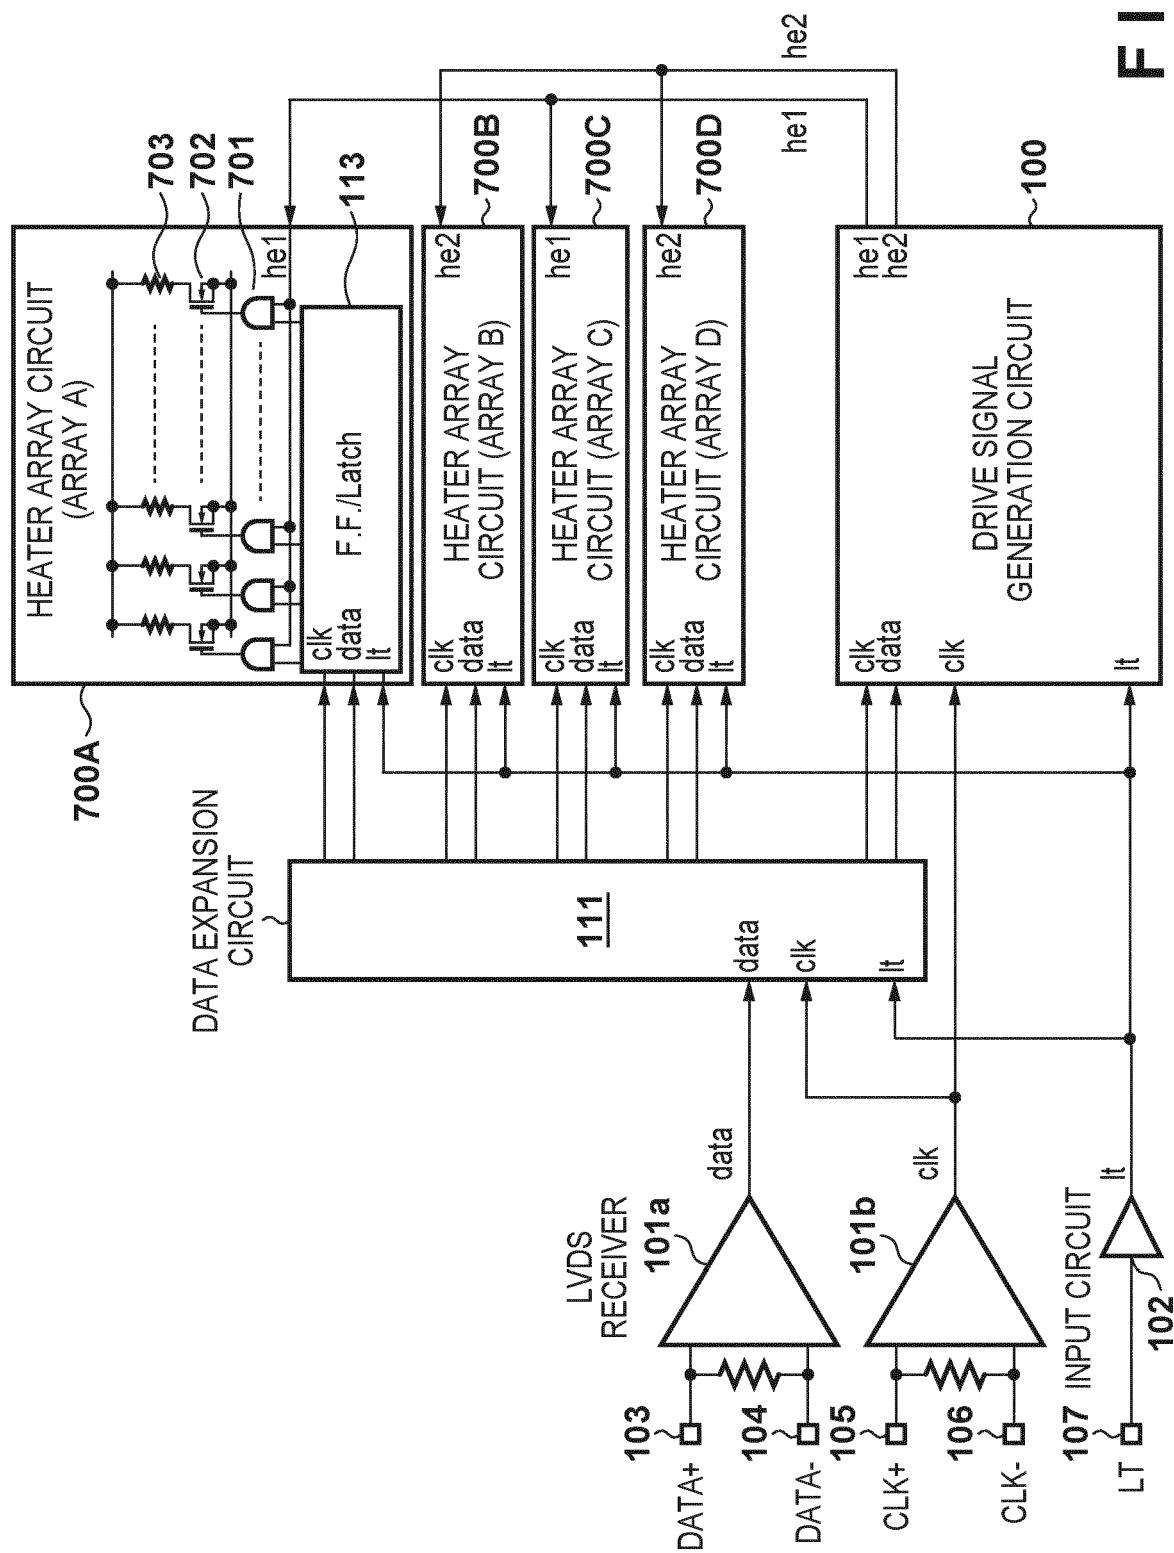 F I
HEATER ARRAY CIRCUIT
(ARRAY A)
700A
703
702
701
113
he1
F.F./Latch
clk
data
lt
HEATER ARRAY
CIRCUIT (ARRAY B)
700B
he2
clk
data
lt
HEATER ARRAY
CIRCUIT (ARRAY C)
700C
he1
clk
data
lt
HEATER ARRAY
CIRCUIT (ARRAY D)
700D
he2
clk
data
lt
he1
he2
DRIVE SIGNAL
GENERATION CIRCUIT
100
he1
he2
clk
data
clk
lt
DATA EXPANSION
CIRCUIT
111
data
clk
lt
LVDS
RECEIVER
101a
data
101b
clk
INPUT CIRCUIT
102
lt
103
DATA+
104
DATA-
105
CLK+
106
CLK-
107
LT